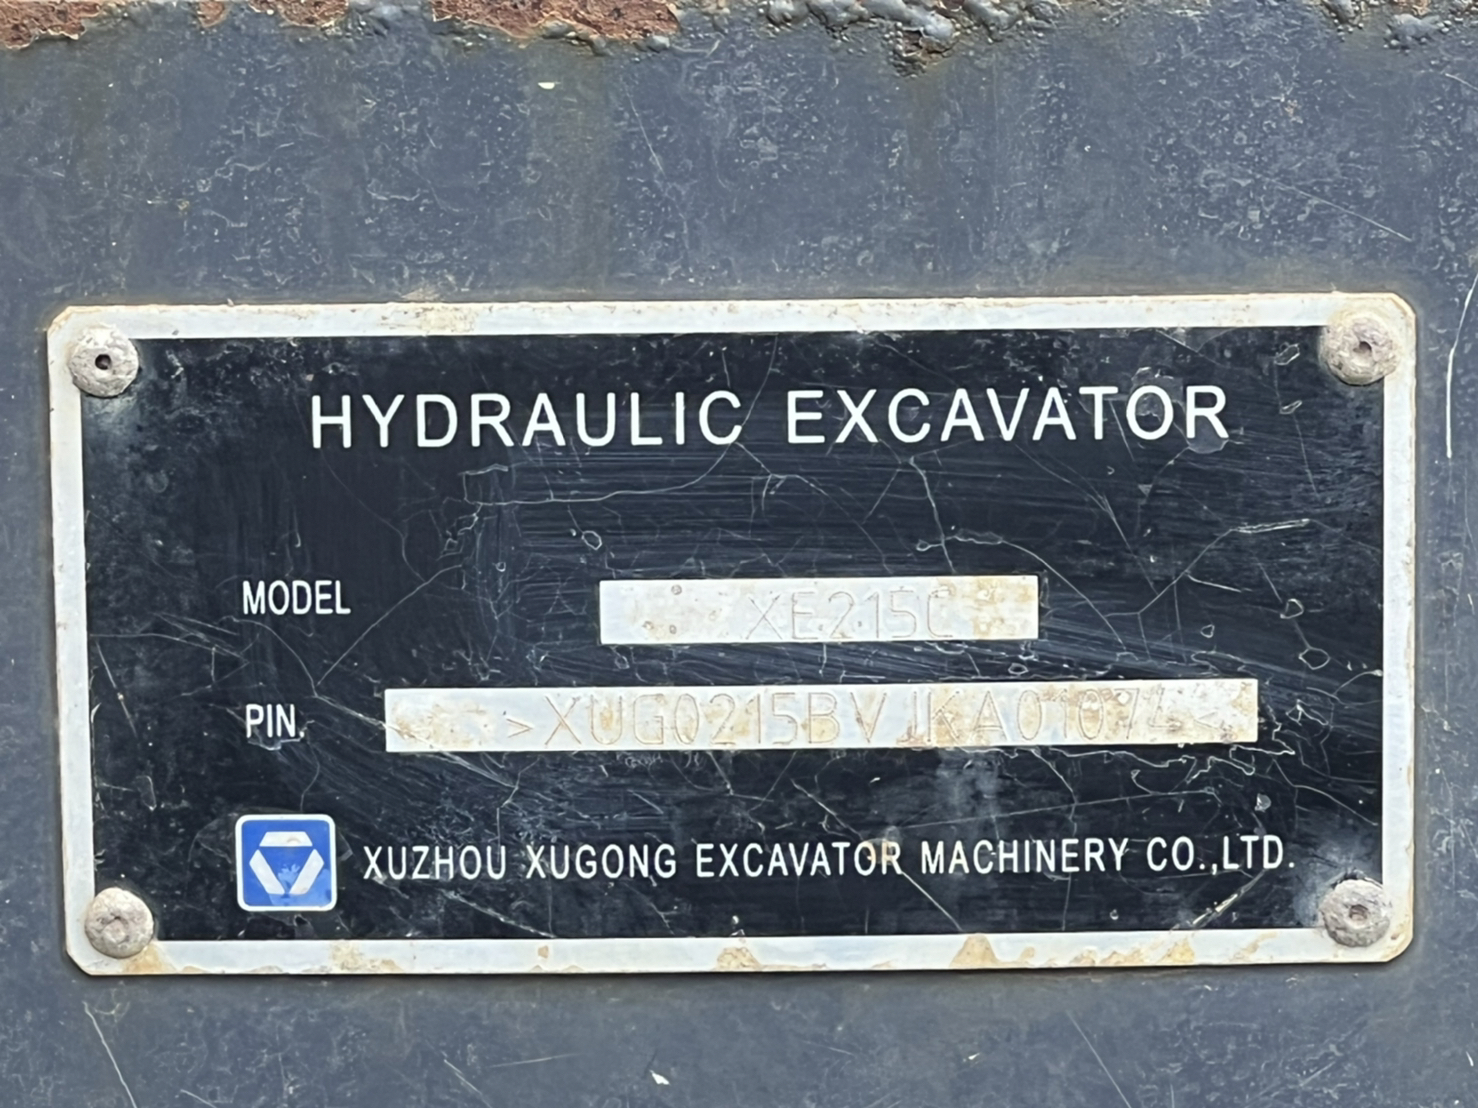 HYDRAULIC EXCAVATOR
MODEL XE215C
PIN. >XUG0215BVJKA01074<
XUZHOU XUGONG EXCAVATOR MACHINERY CO.,LTD.